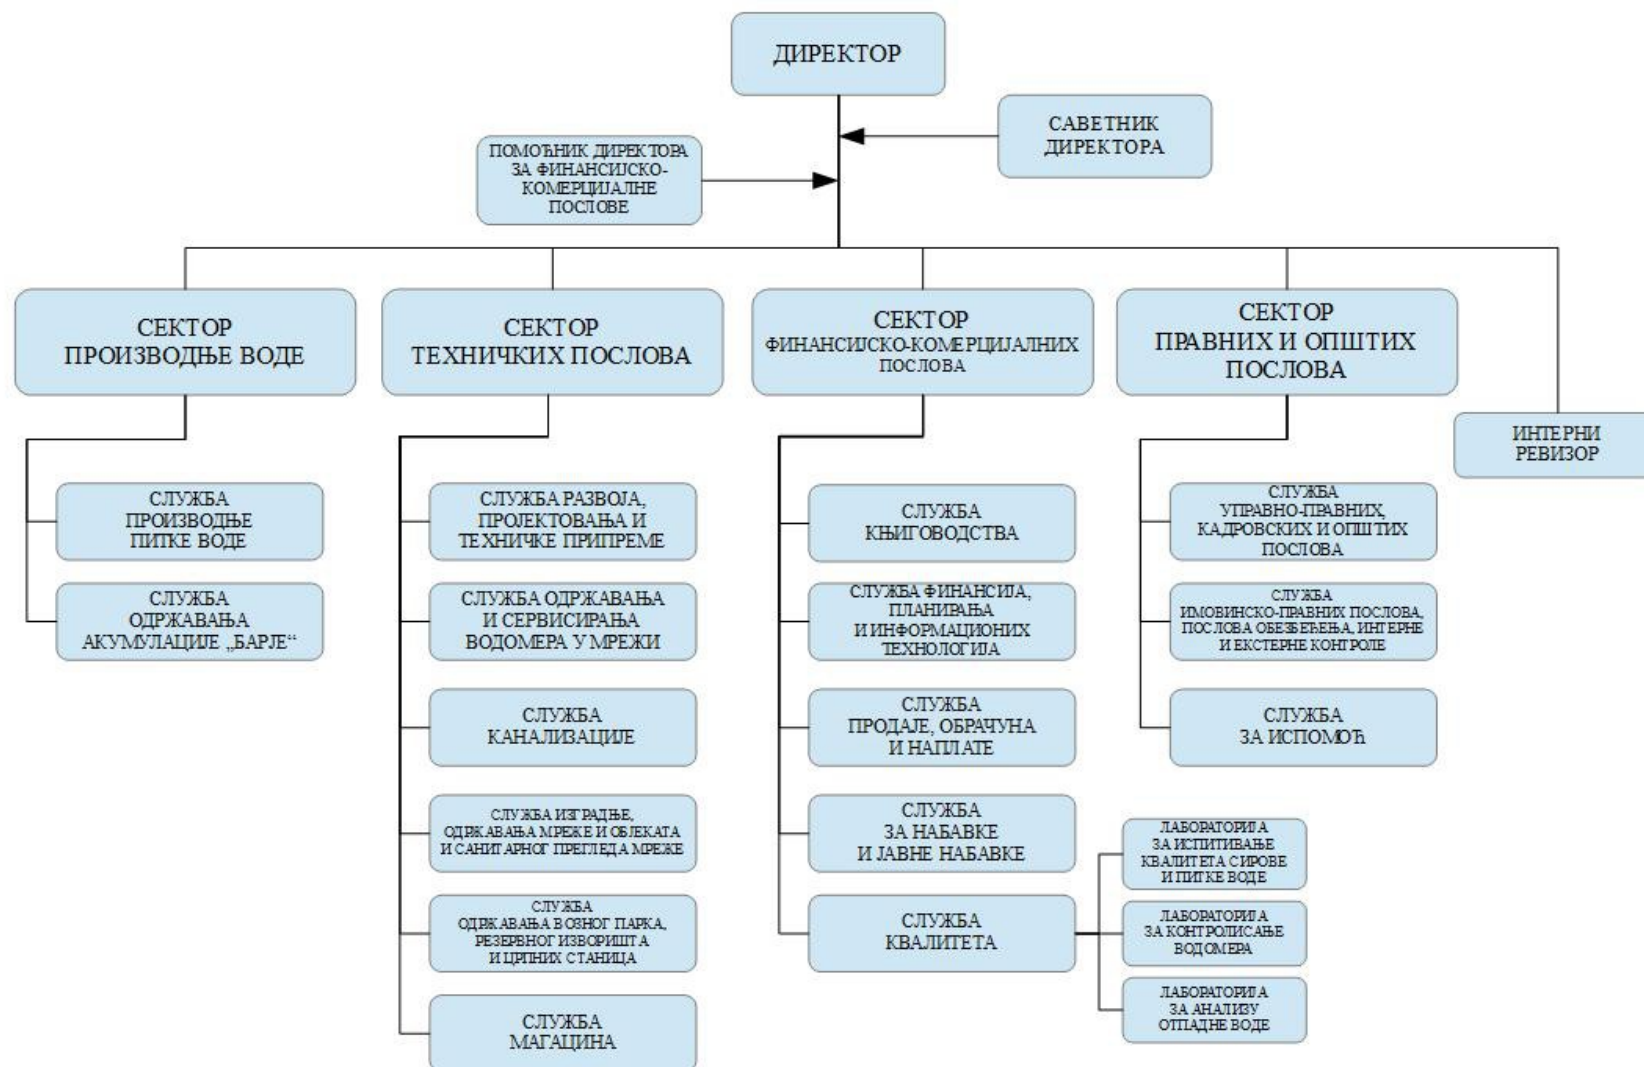 ДИРЕКТОР
САВЕТНИК
ДИРЕКТОРА
ПОМОЋНИК ДИРЕКТОРА
ЗА ФИНАНСИЈСКО-
КОМЕРЦИЈАЛНЕ
ПОСЛОВЕ
СЕКТОР
ПРОИЗВОДЊЕ ВОДЕ
СЕКТОР
ТЕХНИЧКИХ ПОСЛОВА
СЕКТОР
ФИНАНСИЈСКО-КОМЕРЦИЈАЛНИХ
ПОСЛОВА
СЕКТОР
ПРАВНИХ И ОПШТИХ
ПОСЛОВА
ИНТЕРНИ
РЕВИЗОР
СЛУЖБА
ПРОИЗВОДЊЕ
ПИТКЕ ВОДЕ
СЛУЖБА
ОДРЖАВАЊА
АКУМУЛАЦИЈЕ „БАРЈЕ“
СЛУЖБА РАЗВОЈА,
ПРОЈЕКТОВАЊА И
ТЕХНИЧКЕ ПРИПРЕМЕ
СЛУЖБА ОДРЖАВАЊА
И СЕРВИСИРАЊА
ВОДОМЕРА У МРЕЖИ
СЛУЖБА
КАНАЛИЗАЦИЈЕ
СЛУЖБА ИЗГРАДЊЕ,
ОДРЖАВАЊА МРЕЖЕ И ОБЈЕКАТА
И САНИТАРНОГ ПРЕГЛЕДА МРЕЖЕ
СЛУЖБА
ОДРЖАВАЊА ВОЗНОГ ПАРКА,
РЕЗЕРВНОГ ИЗВОРИШТА
И ЦРПНИХ СТАНИЦА
СЛУЖБА
МАГАЦИНА
СЛУЖБА
КЊИГОВОДСТВА
СЛУЖБА ФИНАНСИЈА,
ПЛАНИРАЊА
И ИНФОРМАЦИОНИХ
ТЕХНОЛОГИЈА
СЛУЖБА
ПРОДАЈЕ, ОБРАЧУНА
И НАПЛАТЕ
СЛУЖБА
ЗА НАБАВКЕ
И ЈАВНЕ НАБАВКЕ
СЛУЖБА
КВАЛИТЕТА
ЛАБОРАТОРИЈА
ЗА ИСПИТИВАЊЕ
КВАЛИТЕТА СИРОВЕ
И ПИТКЕ ВОДЕ
ЛАБОРАТОРИЈА
ЗА КОНТРОЛИСАЊЕ
ВОДОМЕРА
ЛАБОРАТОРИЈА
ЗА АНАЛИЗУ
ОТПАДНЕ ВОДЕ
СЛУЖБА
УПРАВНО-ПРАВНИХ,
КАДРОВСКИХ И ОПШТИХ
ПОСЛОВА
СЛУЖБА
ИМОВИНСКО-ПРАВНИХ ПОСЛОВА,
ПОСЛОВА ОБЕЗБЕЂЕЊА, ИНТЕРНЕ
И ЕКСТЕРНЕ КОНТРОЛЕ
СЛУЖБА
ЗА ИСПОМОЋ